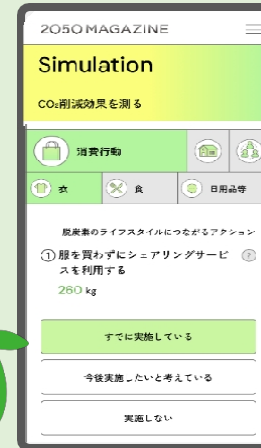 2050 MAGAZINE
Simulation
CO₂削減効果を測る
消費行動
衣
食
日用品等
脱炭素のライフスタイルにつながるアクション
① 服を買わずにシェアリングサービ
スを利用する
?
260 kg
すでに実施している
今後実施したいと考えている
実施しない